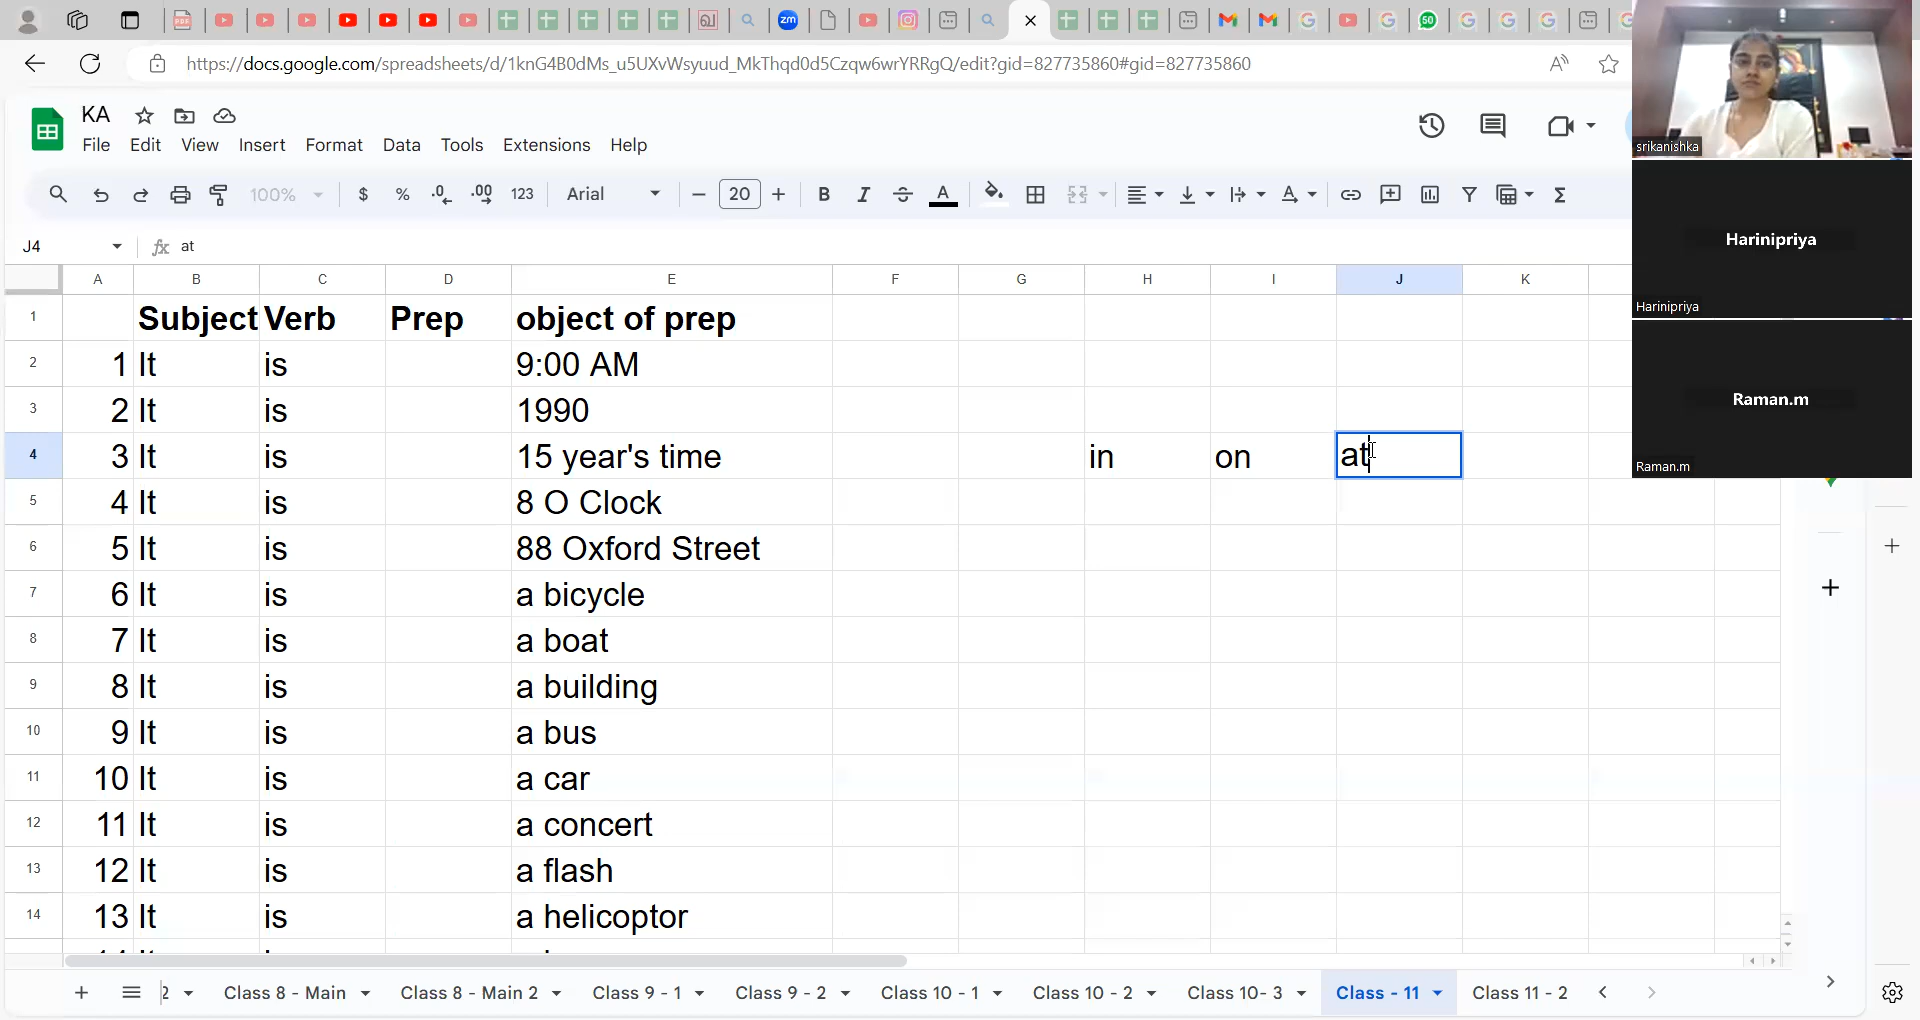 zm
50
https://docs.google.com/spreadsheets/d/1knG4B0dMs_u5UXvWsyuud_MkThqd0d5Czqw6wrYRRgQ/edit?gid=827735860#gid=827735860
KA
File Edit View Insert Format Data Tools Extensions Help
100% $ % .0 .00 123 Arial 20 B I S A
J4 fx at
A B C D E F G H I J K
1 Subject Verb Prep object of prep
2 1 It is 9:00 AM
3 2 It is 1990
4 3 It is 15 year's time in on at
5 4 It is 8 O Clock
6 5 It is 88 Oxford Street
7 6 It is a bicycle
8 7 It is a boat
9 8 It is a building
10 9 It is a bus
11 10 It is a car
12 11 It is a concert
13 12 It is a flash
14 13 It is a helicoptor
2 Class 8 - Main Class 8 - Main 2 Class 9 - 1 Class 9 - 2 Class 10 - 1 Class 10 - 2 Class 10- 3 Class - 11 Class 11 - 2
srikanishka
Harinipriya
Harinipriya
Raman.m
Raman.m